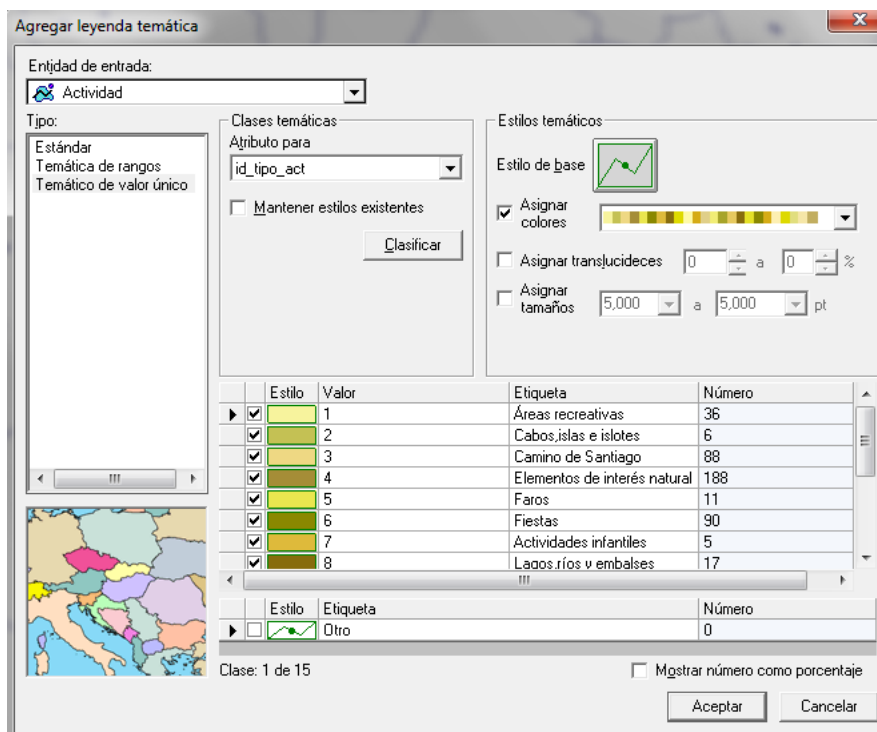 Agregar leyenda temática
Entidad de entrada:
Actividad
Tipo:
Estándar
Temática de rangos
Temático de valor único
Clases temáticas
Atributo para
id_tipo_act
Mantener estilos existentes
Clasificar
Estilos temáticos
Estilo de base
Asignar
colores
Asignar translucideces 0 a 0 %
Asignar
tamaños 5,000 a 5,000 pt
Estilo Valor Etiqueta Número
1 Áreas recreativas 36
2 Cabos,islas e islotes 6
3 Camino de Santiago 88
4 Elementos de interés natural 188
5 Faros 11
6 Fiestas 90
7 Actividades infantiles 5
8 Lagos,ríos y embalses 17
Estilo Etiqueta Número
Otro 0
Clase: 1 de 15
Mostrar número como porcentaje
Aceptar Cancelar